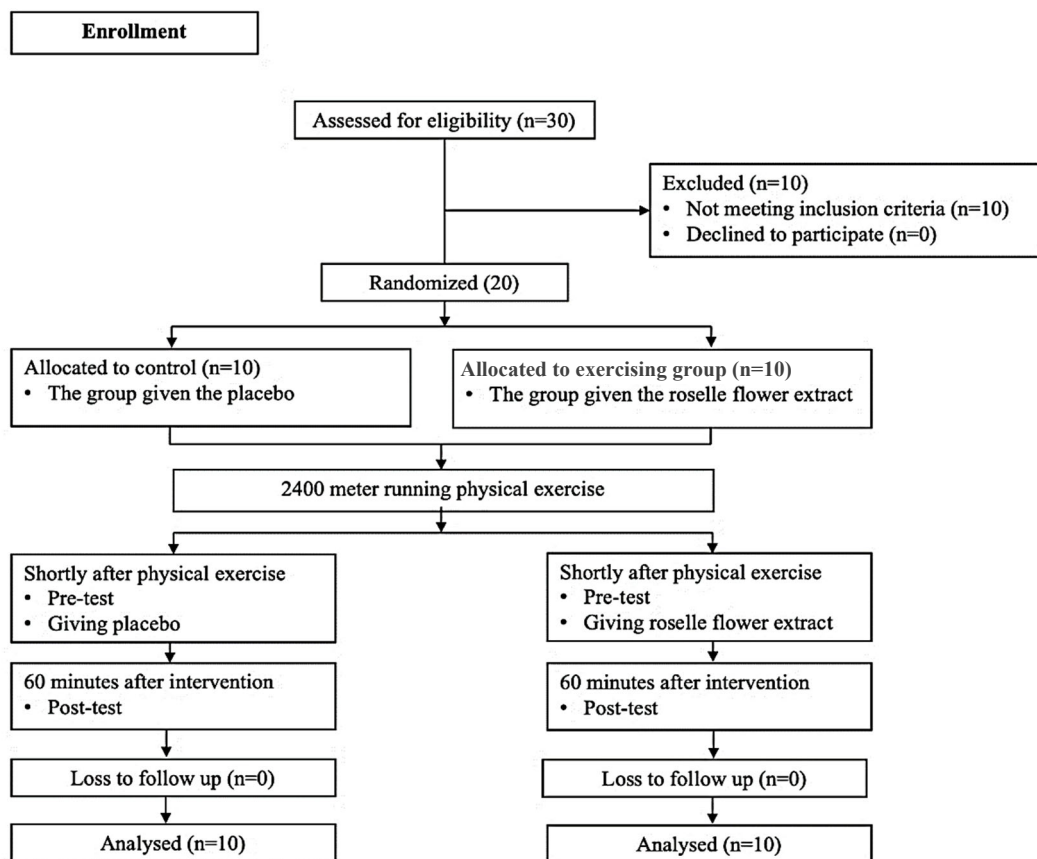 Enrollment
Assessed for eligibility (n=30)
Excluded (n=10)
• Not meeting inclusion criteria (n=10)
• Declined to participate (n=0)
Randomized (20)
Allocated to control (n=10)
• The group given the placebo
Allocated to exercising group (n=10)
• The group given the roselle flower extract
2400 meter running physical exercise
Shortly after physical exercise
• Pre-test
• Giving placebo
Shortly after physical exercise
• Pre-test
• Giving roselle flower extract
60 minutes after intervention
• Post-test
60 minutes after intervention
• Post-test
Loss to follow up (n=0)
Loss to follow up (n=0)
Analysed (n=10)
Analysed (n=10)